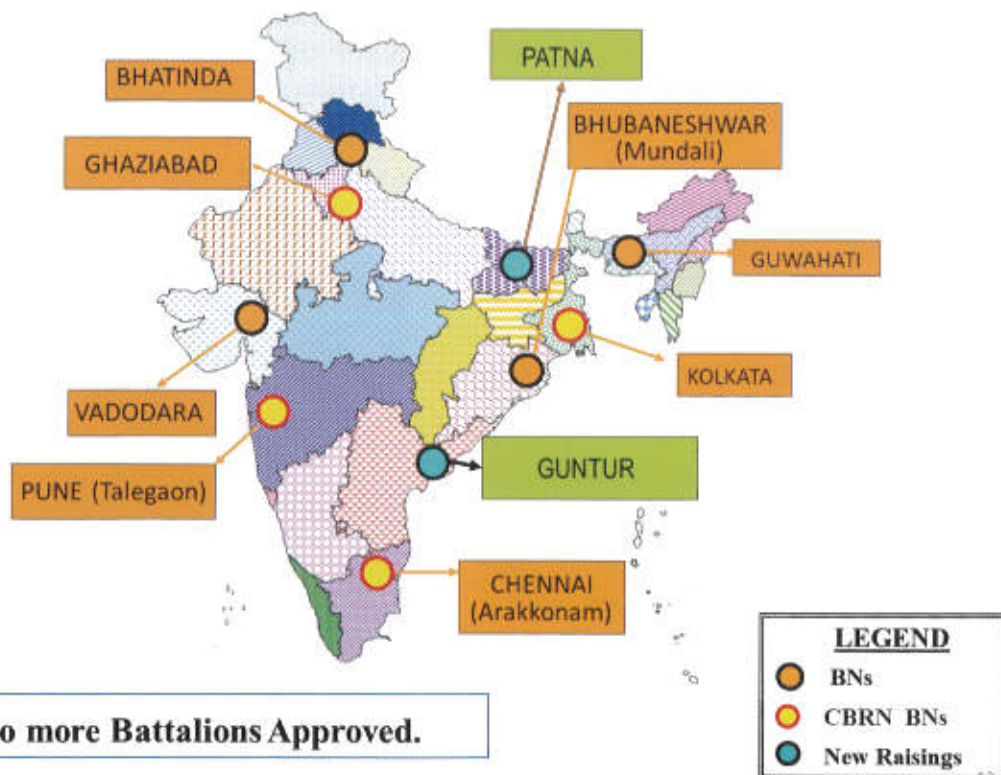 PATNA
BHATINDA
BHUBANESHWAR
(Mundali)
GHAZIABAD
GUWAHATI
KOLKATA
VADODARA
GUNTUR
PUNE (Talegaon)
CHENNAI
(Arakkonam)
LEGEND
BNs
CBRN BNs
New Raisings
o more Battalions Approved.